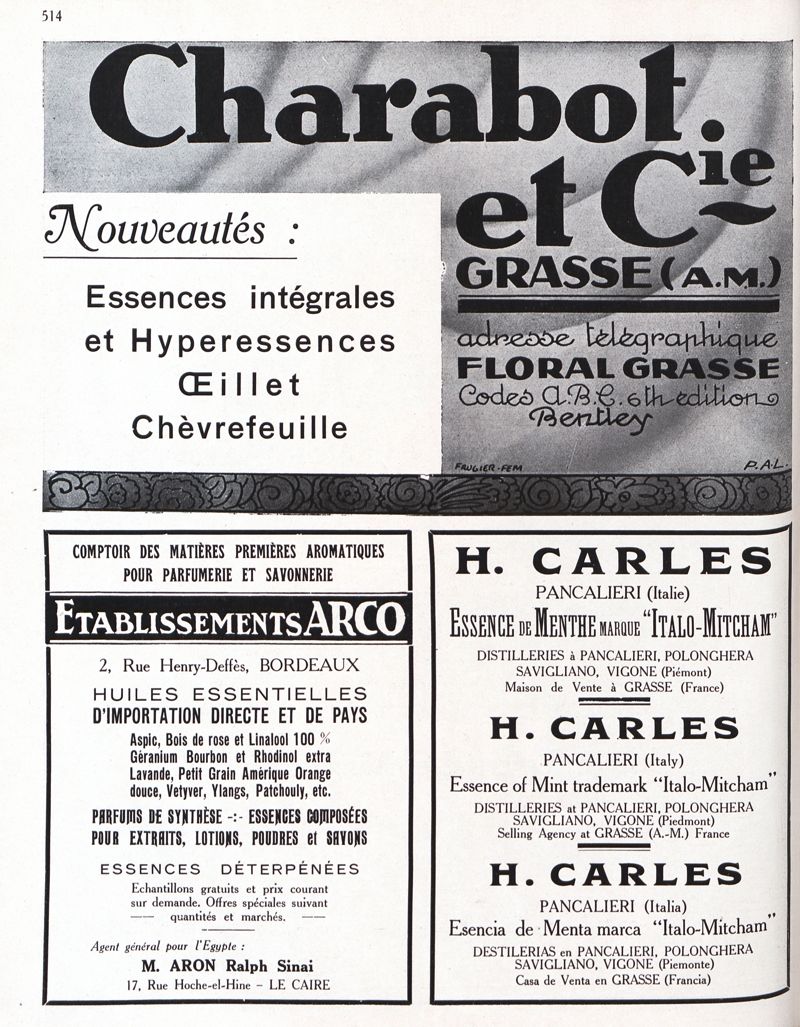 514
Charabot
et Cie
GRASSE (A.M.)
adresse télégraphique
FLORAL GRASSE
Codes A.B.C. 6th edition
Bentley
FAUGIER-FEM
P.A.L.
Nouveautés :
Essences intégrales
et Hyperessences
Œillet
Chèvrefeuille
COMPTOIR DES MATIÈRES PREMIÈRES AROMATIQUES
POUR PARFUMERIE ET SAVONNERIE
ETABLISSEMENTS ARCO
2, Rue Henry-Deffès, BORDEAUX
HUILES ESSENTIELLES
D'IMPORTATION DIRECTE ET DE PAYS
Aspic, Bois de rose et Linalool 100 %
Géranium Bourbon et Rhodinol extra
Lavande, Petit Grain Amérique Orange
douce, Vetyver, Ylangs, Patchouly, etc.
PARFUMS DE SYNTHÈSE -:- ESSENCES COMPOSÉES
POUR EXTRAITS, LOTIONS, POUDRES et SAVONS
ESSENCES DÉTERPÉNÉES
Echantillons gratuits et prix courant
sur demande. Offres spéciales suivant
quantités et marchés.
Agent général pour l'Egypte :
M. ARON Ralph Sinai
17, Rue Hoche-el-Hine - LE CAIRE
H. CARLES
PANCALIERI (Italie)
ESSENCE DE MENTHE MARQUE "ITALO-MITCHAM"
DISTILLERIES à PANCALIERI, POLONGHERA
SAVIGLIANO, VIGONE (Piémont)
Maison de Vente à GRASSE (France)
H. CARLES
PANCALIERI (Italy)
Essence of Mint trademark "Italo-Mitcham"
DISTILLERIES at PANCALIERI, POLONGHERA
SAVIGLIANO, VIGONE (Piedmont)
Selling Agency at GRASSE (A.-M.) France
H. CARLES
PANCALIERI (Italia)
Esencia de Menta marca "Italo-Mitcham"
DESTILERIAS en PANCALIERI, POLONGHERA
SAVIGLIANO, VIGONE (Piemonte)
Casa de Venta en GRASSE (Francia)